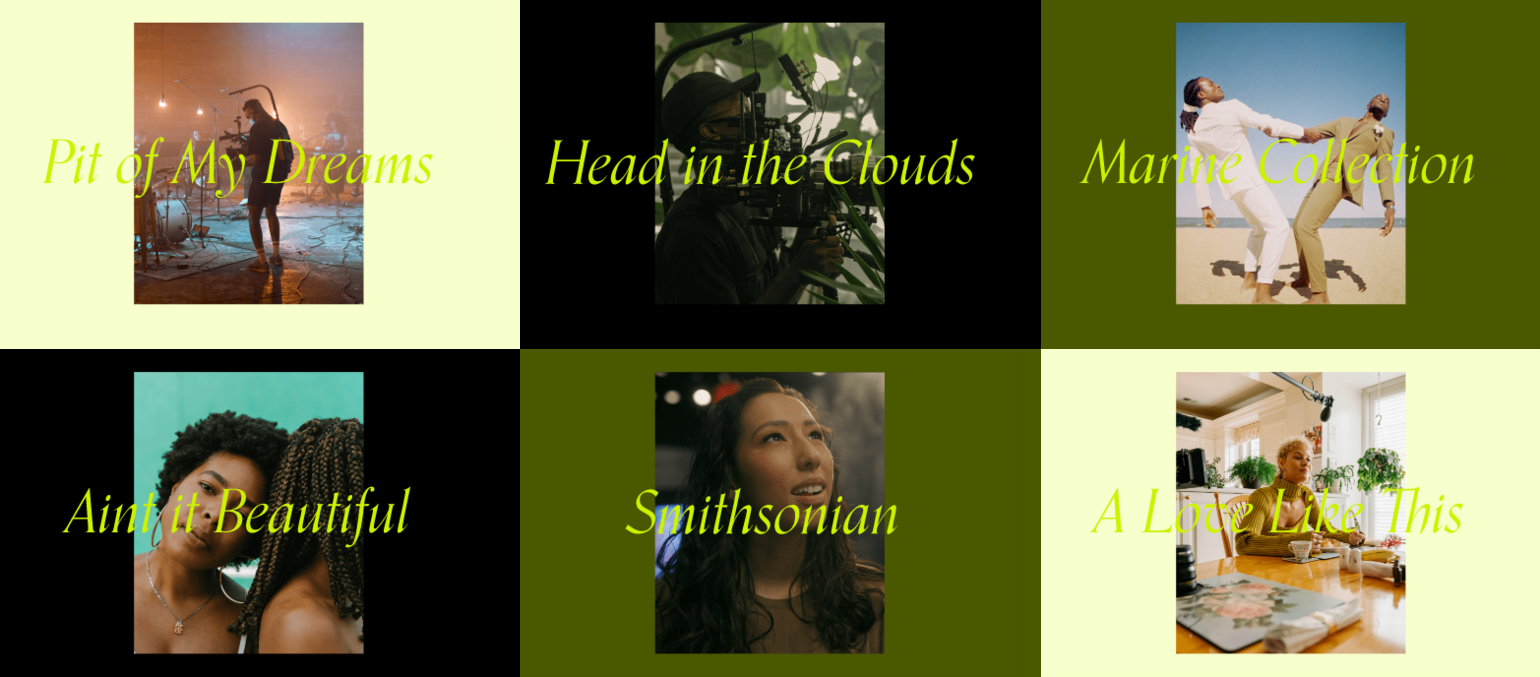 Pit of My Dreams
Head in the Clouds
Marine Collection
Aint it Beautiful
Smithsonian
A Love Like This